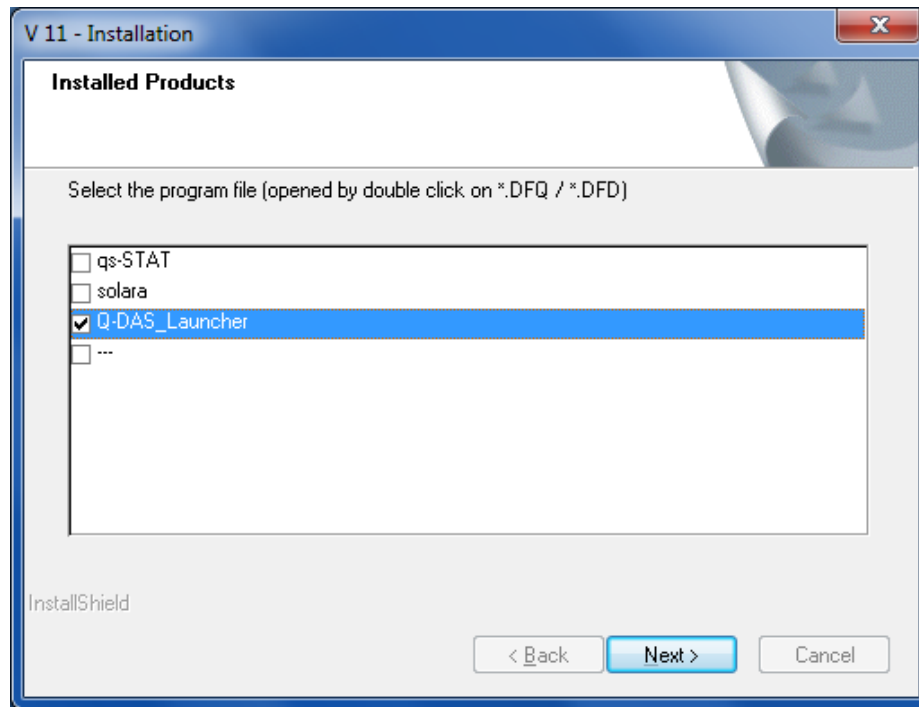 V 11 - Installation
Installed Products
Select the program file (opened by double click on *.DFQ / *.DFD)
qs-STAT
solara
Q-DAS_Launcher
---
InstallShield
< Back Next > Cancel